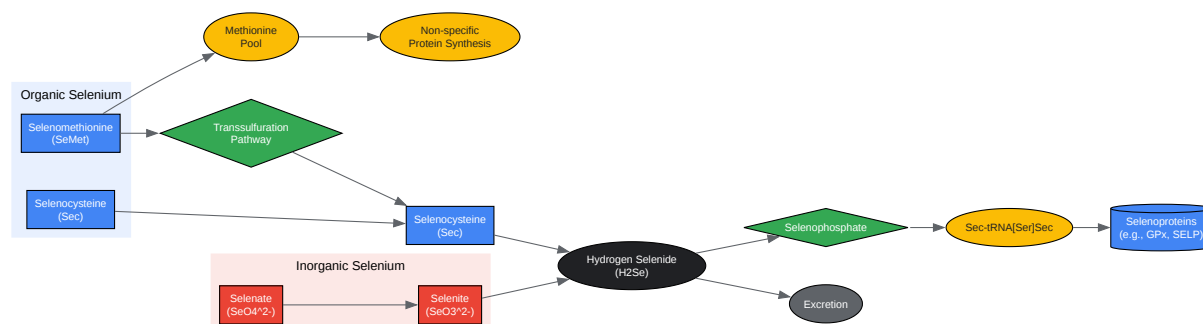 Methionine
Pool
Non-specific
Protein Synthesis
Organic Selenium
Selenomethionine
(SeMet)
Transsulfuration
Pathway
Selenocysteine
(Sec)
Selenocysteine
(Sec)
Selenophosphate
Sec-tRNA[Ser]Sec
Selenoproteins
(e.g., GPx, SELP)
Hydrogen Selenide
(H2Se)
Inorganic Selenium
Selenate
(SeO4^2-)
Selenite
(SeO3^2-)
Excretion